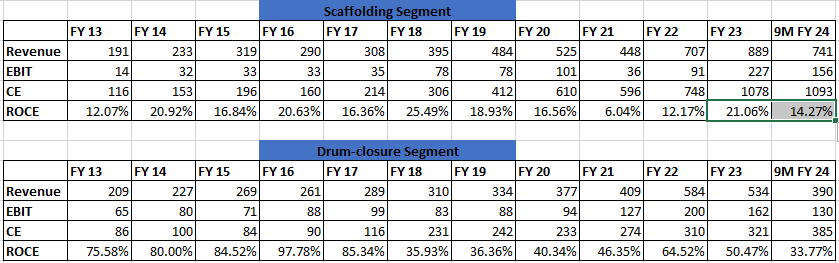 Scaffolding Segment
FY 13 FY 14 FY 15 FY 16 FY 17 FY 18 FY 19 FY 20 FY 21 FY 22 FY 23 9M FY 24
Revenue 191 233 319 290 308 395 484 525 448 707 889 741
EBIT 14 32 33 33 35 78 78 101 36 91 227 156
CE 116 153 196 160 214 306 412 610 596 748 1078 1093
ROCE 12.07% 20.92% 16.84% 20.63% 16.36% 25.49% 18.93% 16.56% 6.04% 12.17% 21.06% 14.27%
Drum-closure Segment
FY 13 FY 14 FY 15 FY 16 FY 17 FY 18 FY 19 FY 20 FY 21 FY 22 FY 23 9M FY 24
Revenue 209 227 269 261 289 310 334 377 409 584 534 390
EBIT 65 80 71 88 99 83 88 94 127 200 162 130
CE 86 100 84 90 116 231 242 233 274 310 321 385
ROCE 75.58% 80.00% 84.52% 97.78% 85.34% 35.93% 36.36% 40.34% 46.35% 64.52% 50.47% 33.77%